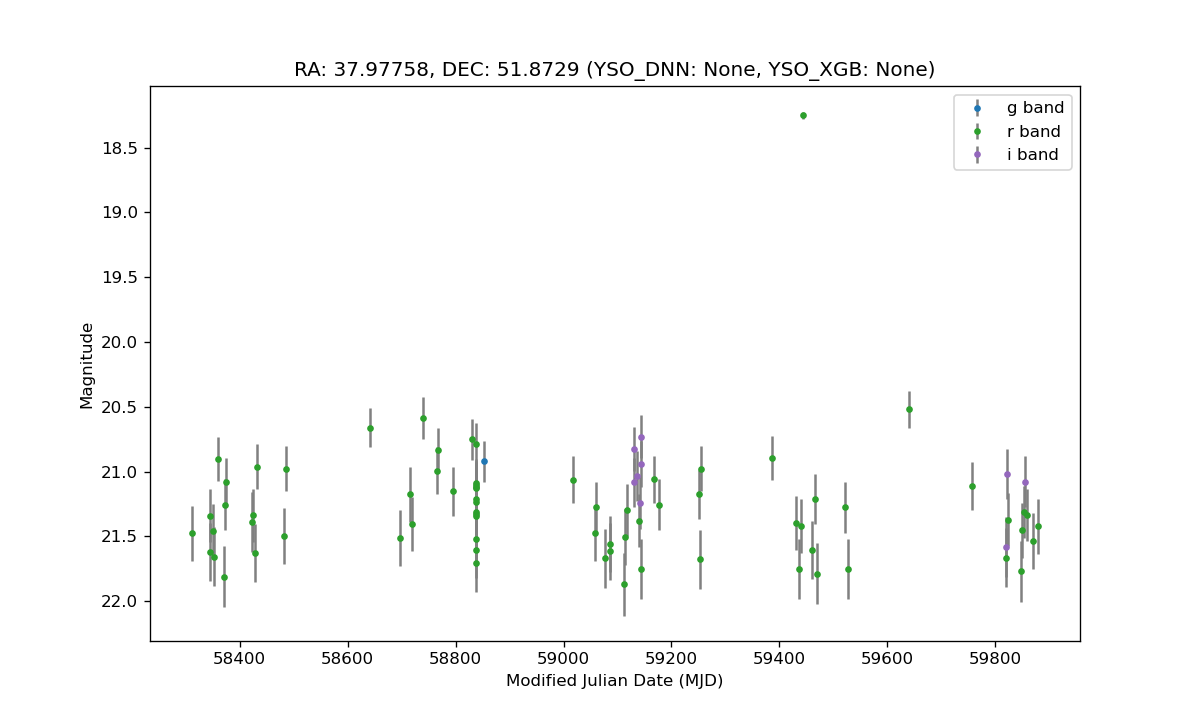 RA: 37.97758, DEC: 51.8729 (YSO_DNN: None, YSO_XGB: None)
g band
r band
i band
18.5
19.0
19.5
20.0
20.5
21.0
21.5
22.0
Magnitude
58400 58600 58800 59000 59200 59400 59600 59800
Modified Julian Date (MJD)